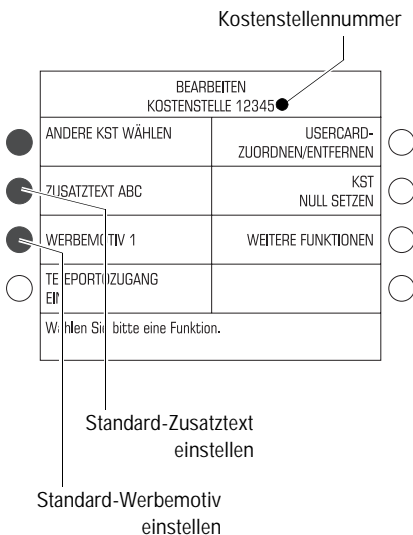 Kostenstellennummer
BEARBEITEN
KOSTENSTELLE 12345
ANDERE KST WÄHLEN
USERCARD-
ZUORDNEN/ENTFERNEN
ZUSATZTEXT ABC
KST
NULL SETZEN
WERBEMOTIV 1
WEITERE FUNKTIONEN
TELEPORTOZUGANG
EIN
Wählen Sie bitte eine Funktion.
Standard-Zusatztext
einstellen
Standard-Werbemotiv
einstellen